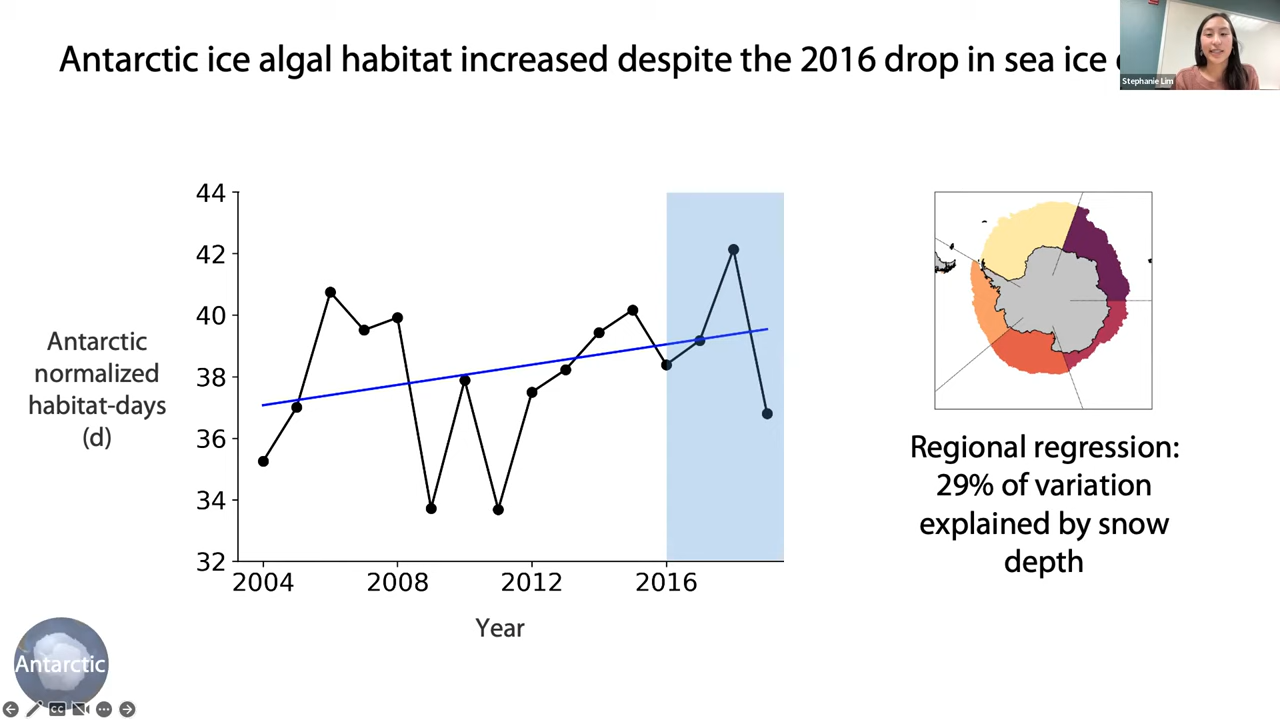 Antarctic ice algal habitat increased despite the 2016 drop in sea ice
Stephanie Lim
44
42
40
38
36
34
32
Antarctic
normalized
habitat-days
(d)
2004 2008 2012 2016
Year
Regional regression:
29% of variation
explained by snow
depth
Antarctic
CC